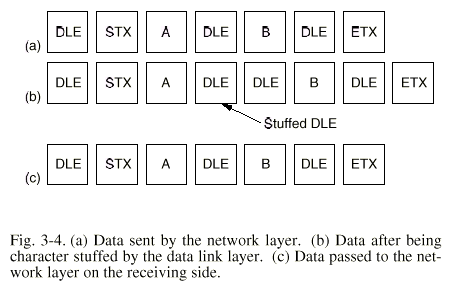 (a) DLE STX A DLE B DLE ETX
(b) DLE STX A DLE DLE B DLE ETX
Stuffed DLE
(c) DLE STX A DLE B DLE ETX
Fig. 3-4. (a) Data sent by the network layer. (b) Data after being
character stuffed by the data link layer. (c) Data passed to the net-
work layer on the receiving side.